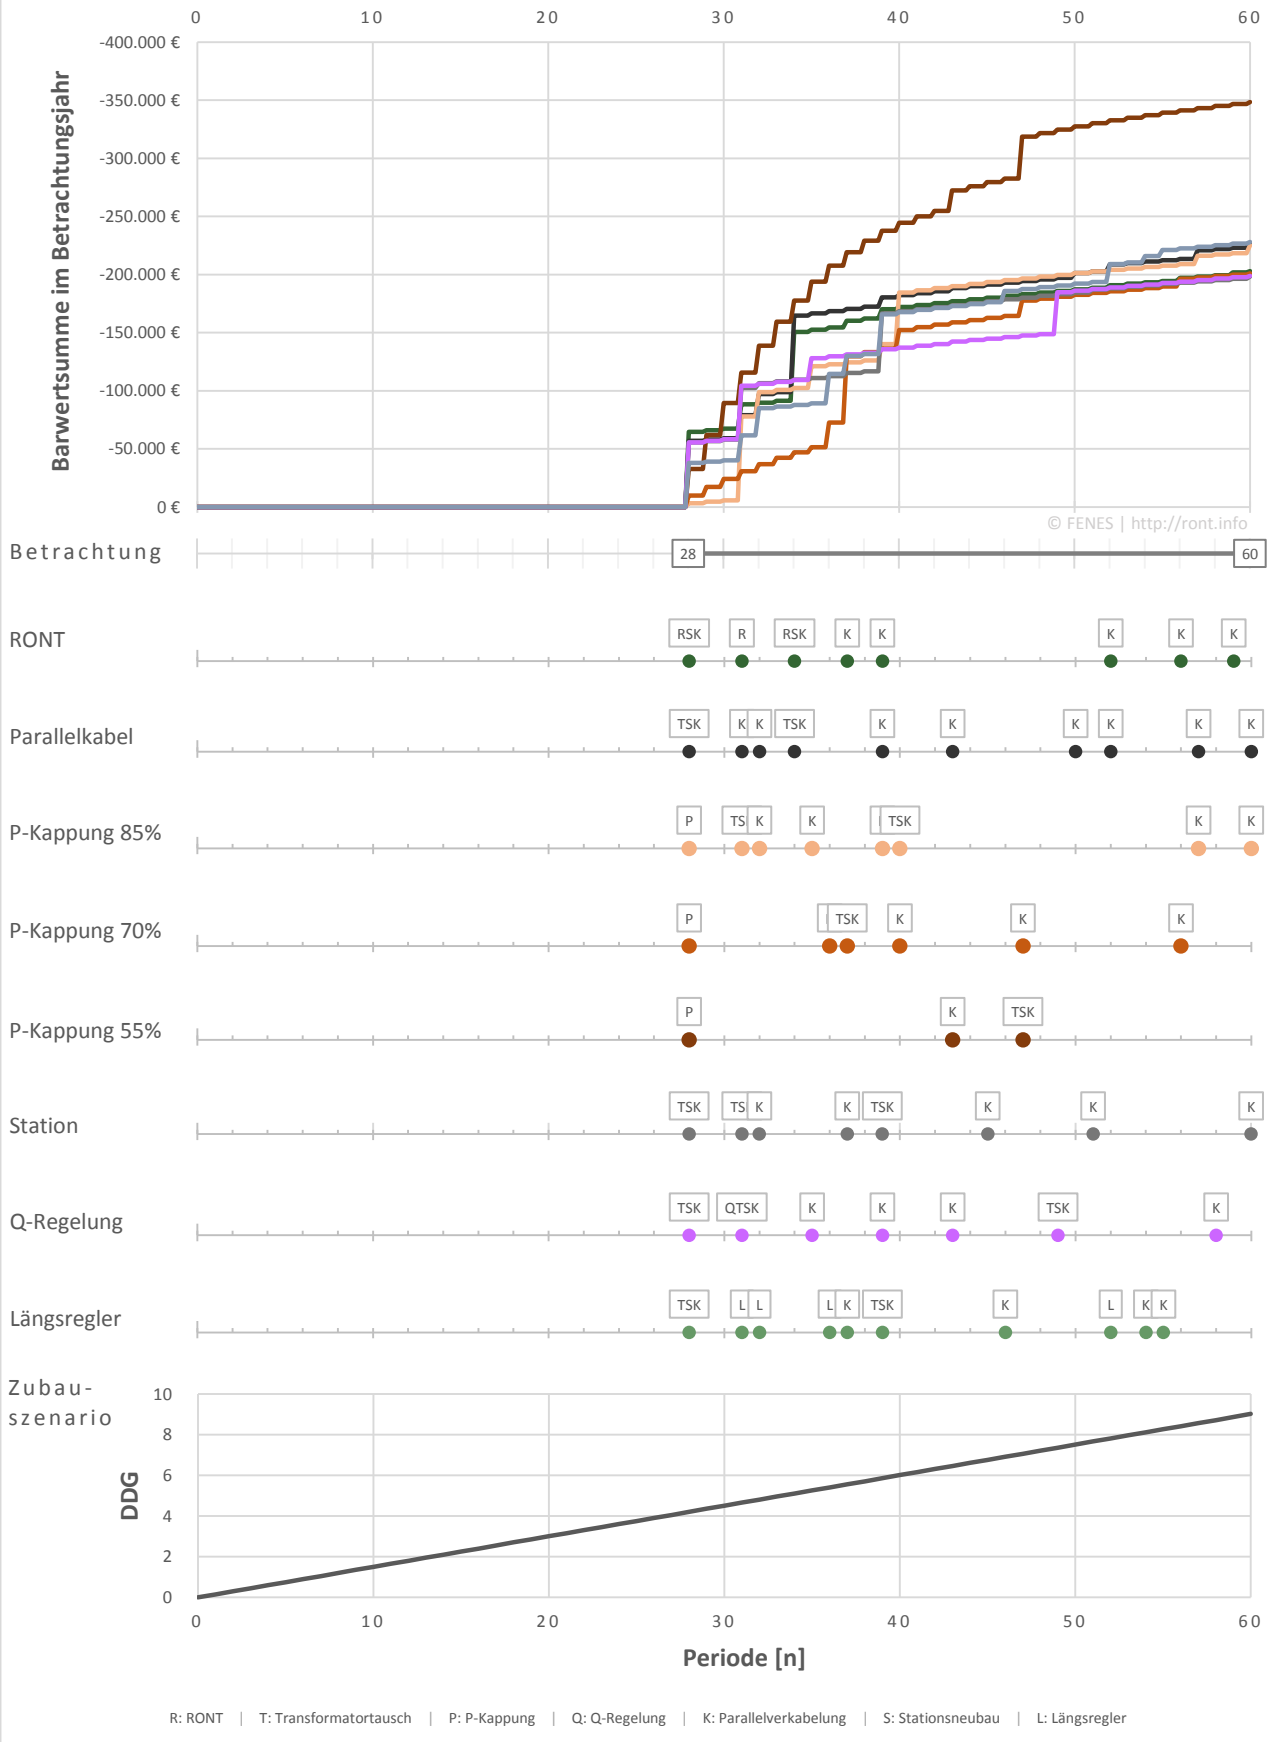 0 10 20 30 40 50 60
-400.000 €
-350.000 €
-300.000 €
-250.000 €
-200.000 €
-150.000 €
-100.000 €
-50.000 €
0 €
Barwertsumme im Betrachtungsjahr
© FENES | http://ront.info
Betrachtung 28 60
RONT RSK R RSK K K K K K
Parallelkabel TSK K K TSK K K K K K K
P-Kappung 85% P TS K K TSK K K
P-Kappung 70% P TSK K K K
P-Kappung 55% P K TSK
Station TSK TS K K TSK K K K
Q-Regelung TSK QTSK K K K TSK K
Längsregler TSK L L L K TSK K L K K
Zubau-
szenario
DDG
10
8
6
4
2
0
0 10 20 30 40 50 60
Periode [n]
R: RONT | T: Transformatortausch | P: P-Kappung | Q: Q-Regelung | K: Parallelverkabelung | S: Stationsneubau | L: Längsregler